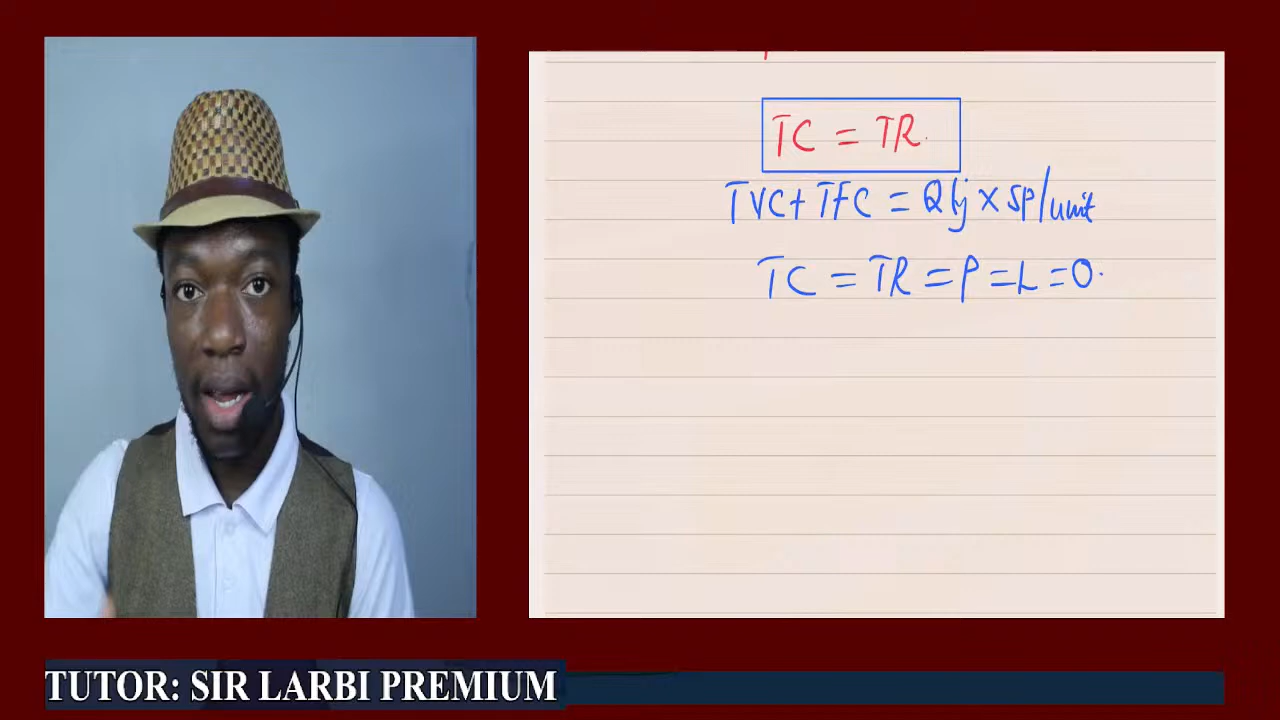 TC = TR.
TVC + TFC = Qty × SP/unit
TC = TR = P = L = 0.
TUTOR: SIR LARBI PREMIUM